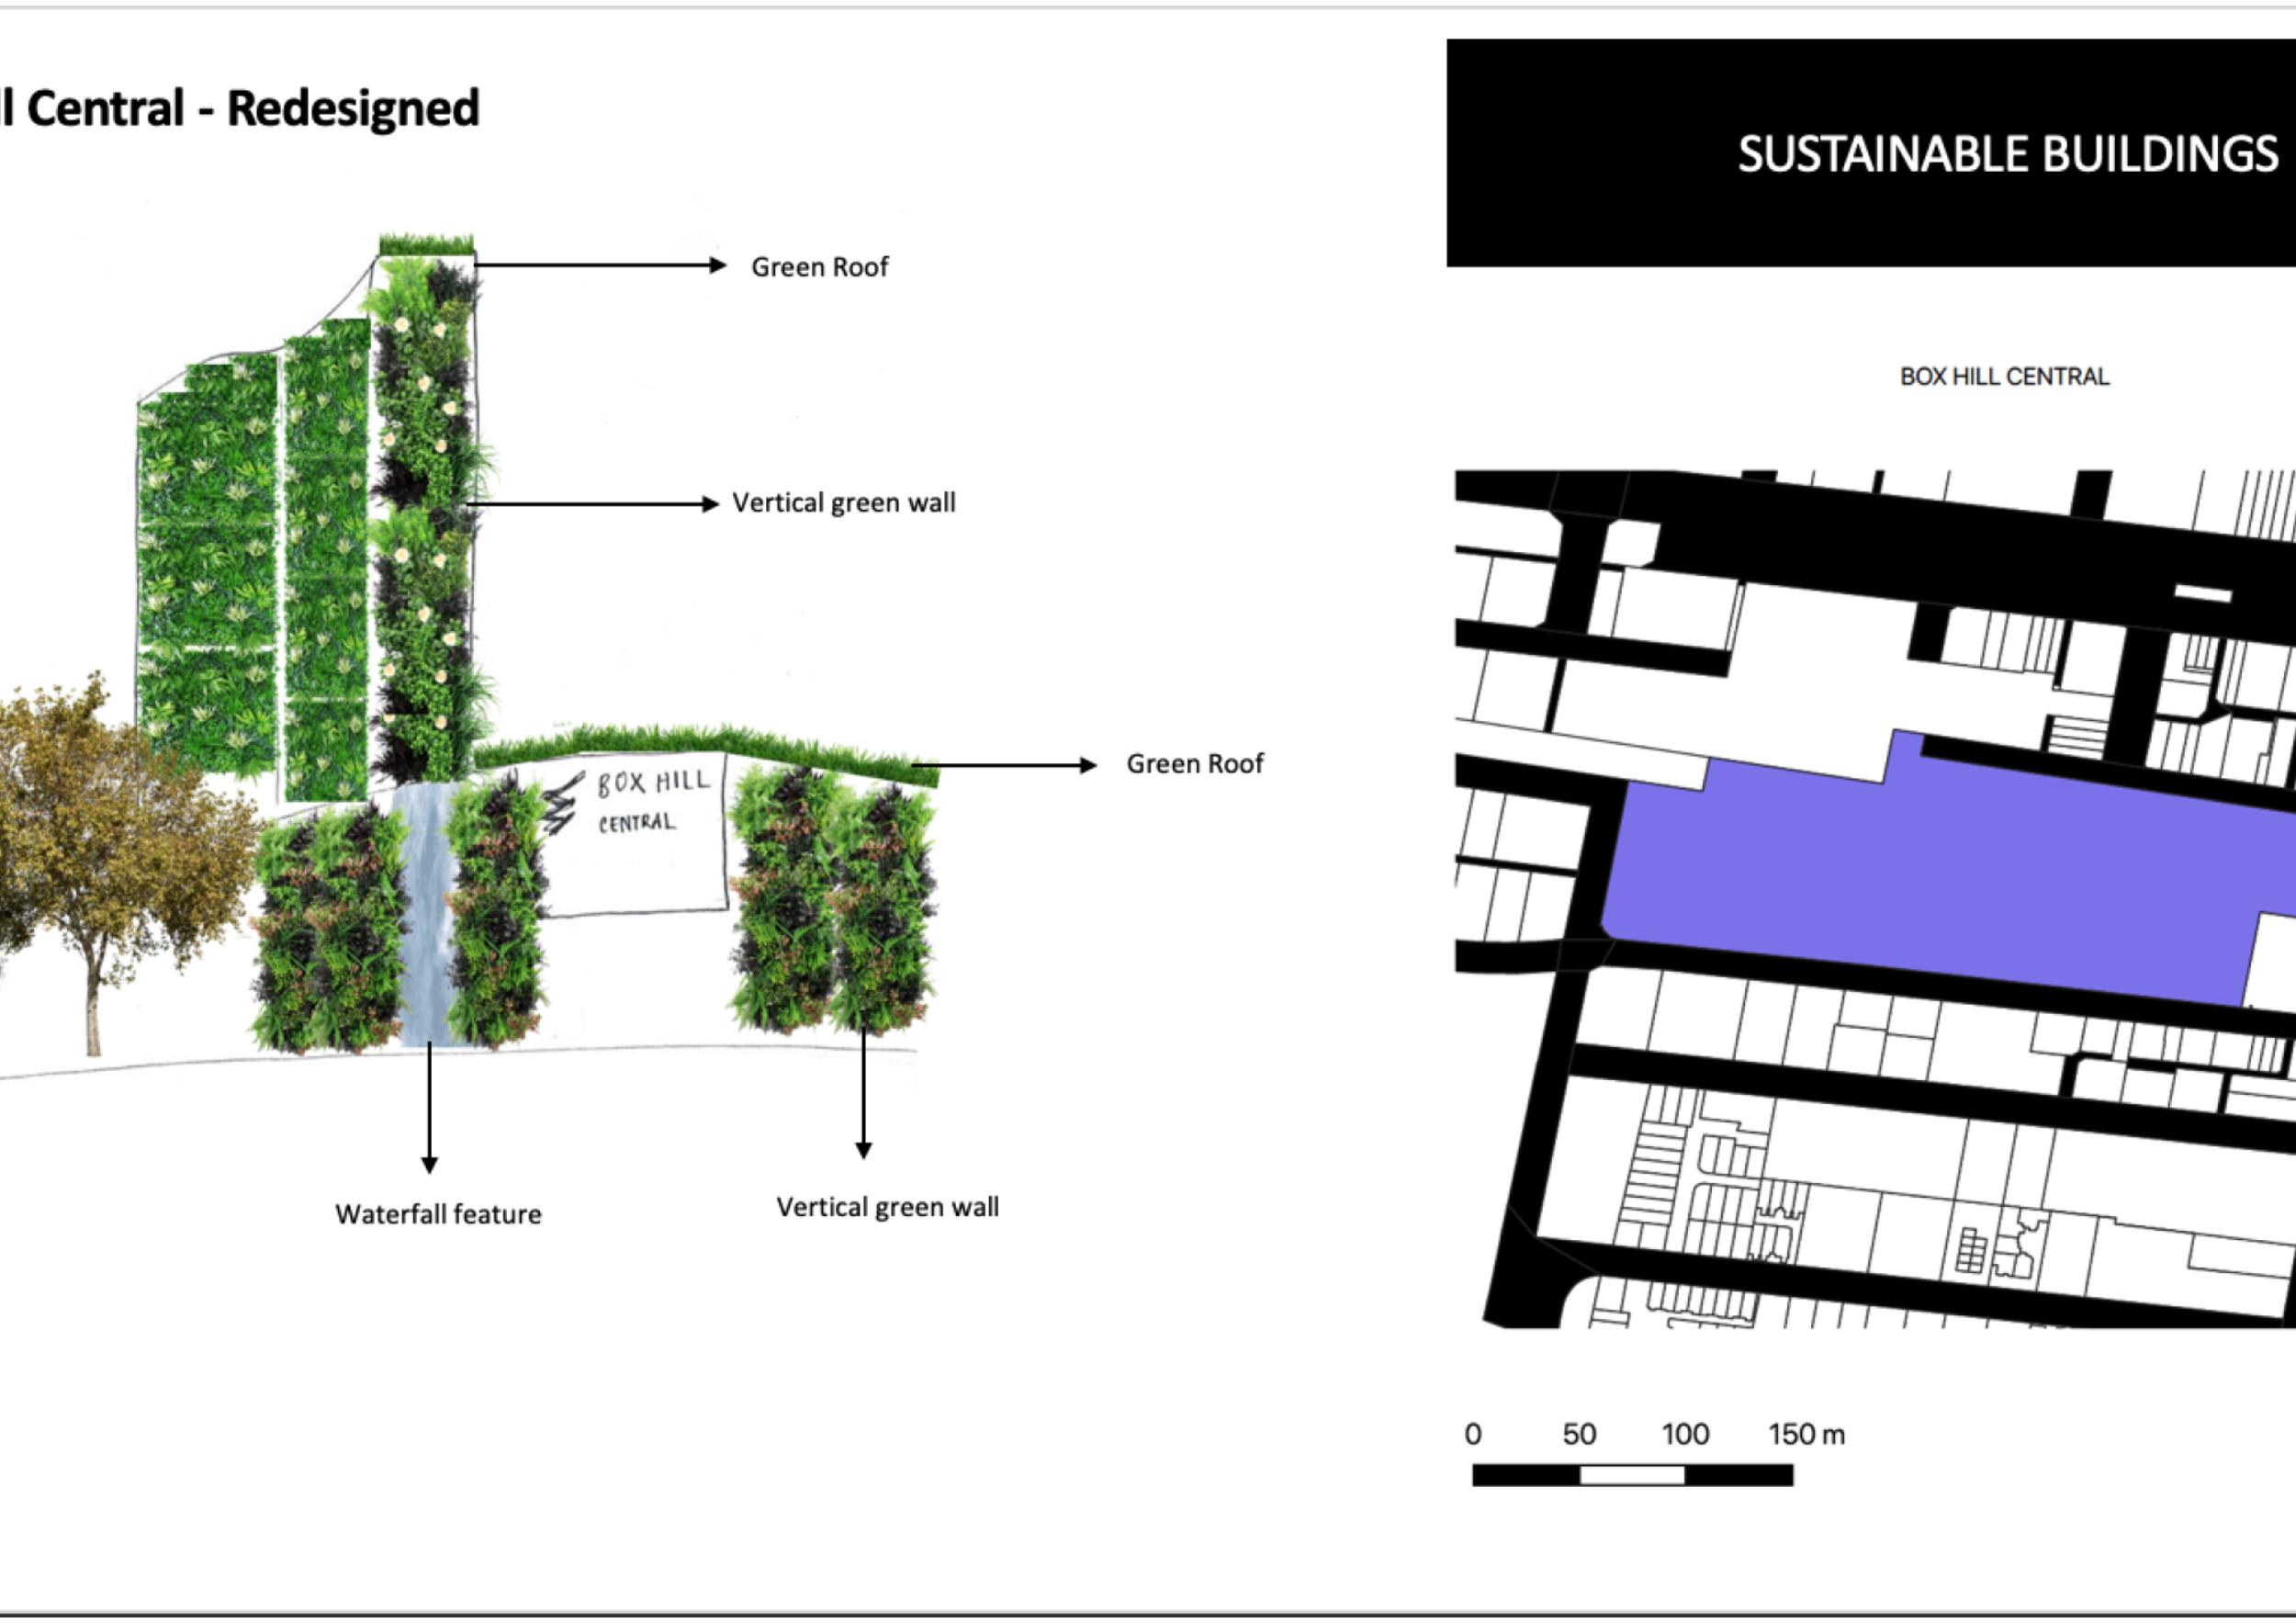 ll Central - Redesigned
Green Roof
Vertical green wall
Green Roof
BOX HILL
CENTRAL
Waterfall feature
Vertical green wall
SUSTAINABLE BUILDINGS
BOX HILL CENTRAL
0 50 100 150 m